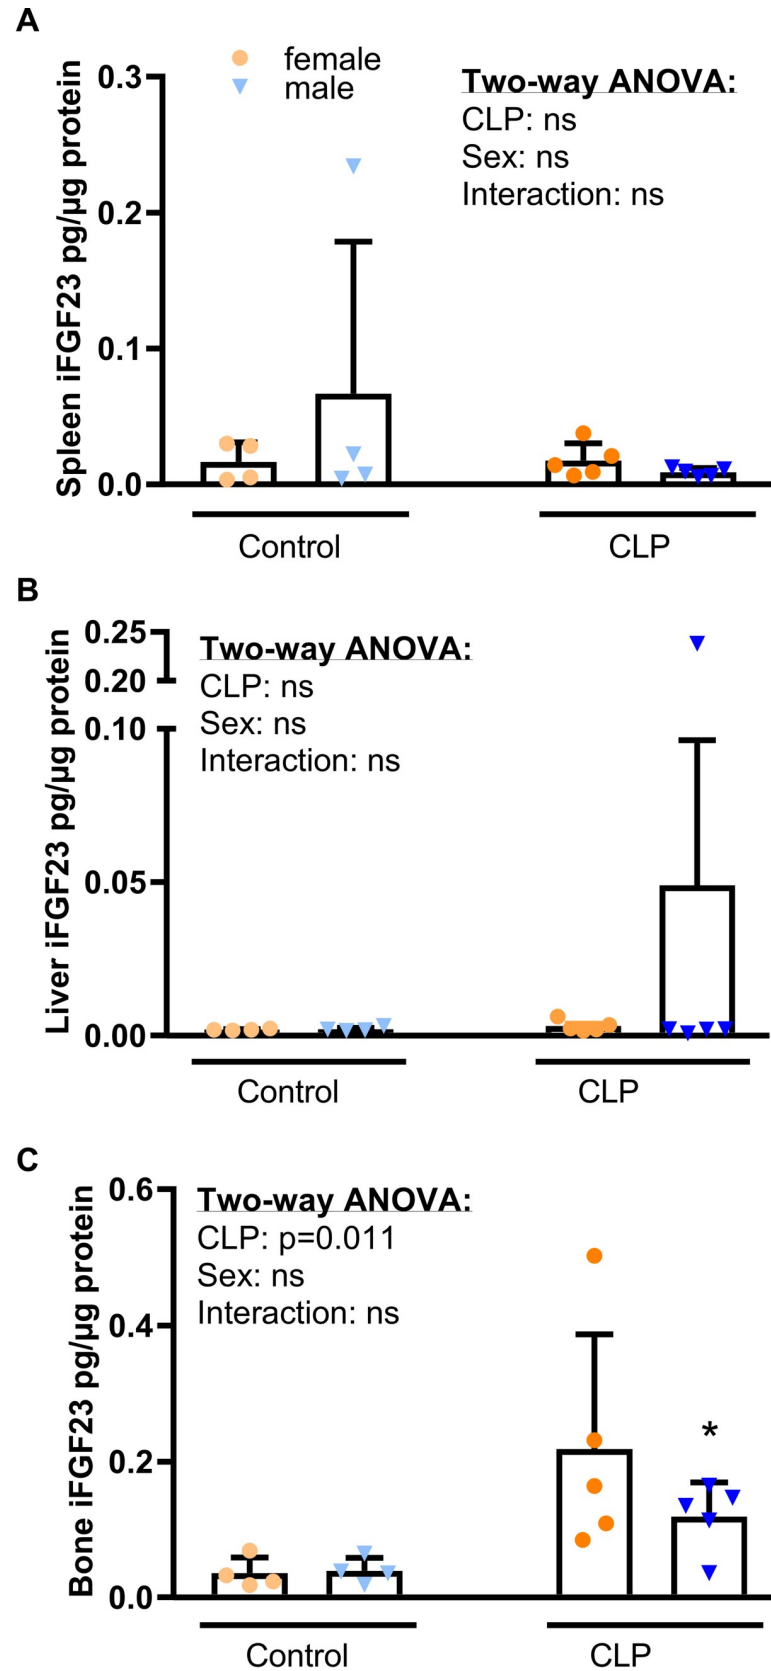 A
female
male
Two-way ANOVA:
CLP: ns
Sex: ns
Interaction: ns
Spleen iFGF23 pg/µg protein
0.3
0.2
0.1
0.0
Control
CLP
B
Two-way ANOVA:
CLP: ns
Sex: ns
Interaction: ns
Liver iFGF23 pg/µg protein
0.25
0.20
0.10
0.05
0.00
Control
CLP
C
Two-way ANOVA:
CLP: p=0.011
Sex: ns
Interaction: ns
Bone iFGF23 pg/µg protein
0.6
0.4
0.2
0.0
*
Control
CLP